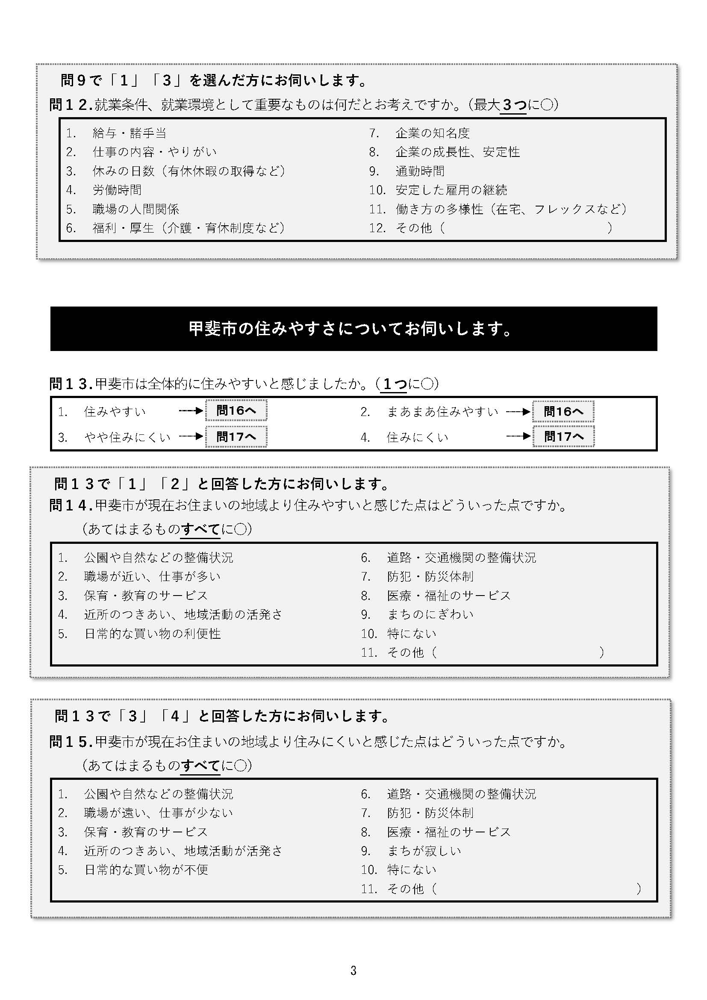 問９で「１」「３」を選んだ方にお伺いします。
問１２.就業条件、就業環境として重要なものは何だとお考えですか。（最大３つに〇）
1. 給与・諸手当
2. 仕事の内容・やりがい
3. 休みの日数（有休休暇の取得など）
4. 労働時間
5. 職場の人間関係
6. 福利・厚生（介護・育休制度など）
7. 企業の知名度
8. 企業の成長性、安定性
9. 通勤時間
10. 安定した雇用の継続
11. 働き方の多様性（在宅、フレックスなど）
12. その他（　　　　　　　　　　　　　）
甲斐市の住みやすさについてお伺いします。
問１３.甲斐市は全体的に住みやすいと感じましたか。（１つに〇）
1. 住みやすい 問16へ 2. まあまあ住みやすい 問16へ
3. やや住みにくい 問17へ 4. 住みにくい 問17へ
問１３で「１」「２」と回答した方にお伺いします。
問１４.甲斐市が現在お住まいの地域より住みやすいと感じた点はどういった点ですか。
（あてはまるものすべてに〇）
1. 公園や自然などの整備状況
2. 職場が近い、仕事が多い
3. 保育・教育のサービス
4. 近所のつきあい、地域活動の活発さ
5. 日常的な買い物の利便性
6. 道路・交通機関の整備状況
7. 防犯・防災体制
8. 医療・福祉のサービス
9. まちのにぎわい
10. 特にない
11. その他（　　　　　　　　　　　　　）
問１３で「３」「４」と回答した方にお伺いします。
問１５.甲斐市が現在お住まいの地域より住みにくいと感じた点はどういった点ですか。
（あてはまるものすべてに〇）
1. 公園や自然などの整備状況
2. 職場が遠い、仕事が少ない
3. 保育・教育のサービス
4. 近所のつきあい、地域活動が活発さ
5. 日常的な買い物が不便
6. 道路・交通機関の整備状況
7. 防犯・防災体制
8. 医療・福祉のサービス
9. まちが寂しい
10. 特にない
11. その他（　　　　　　　　　　　　　　　　）
3